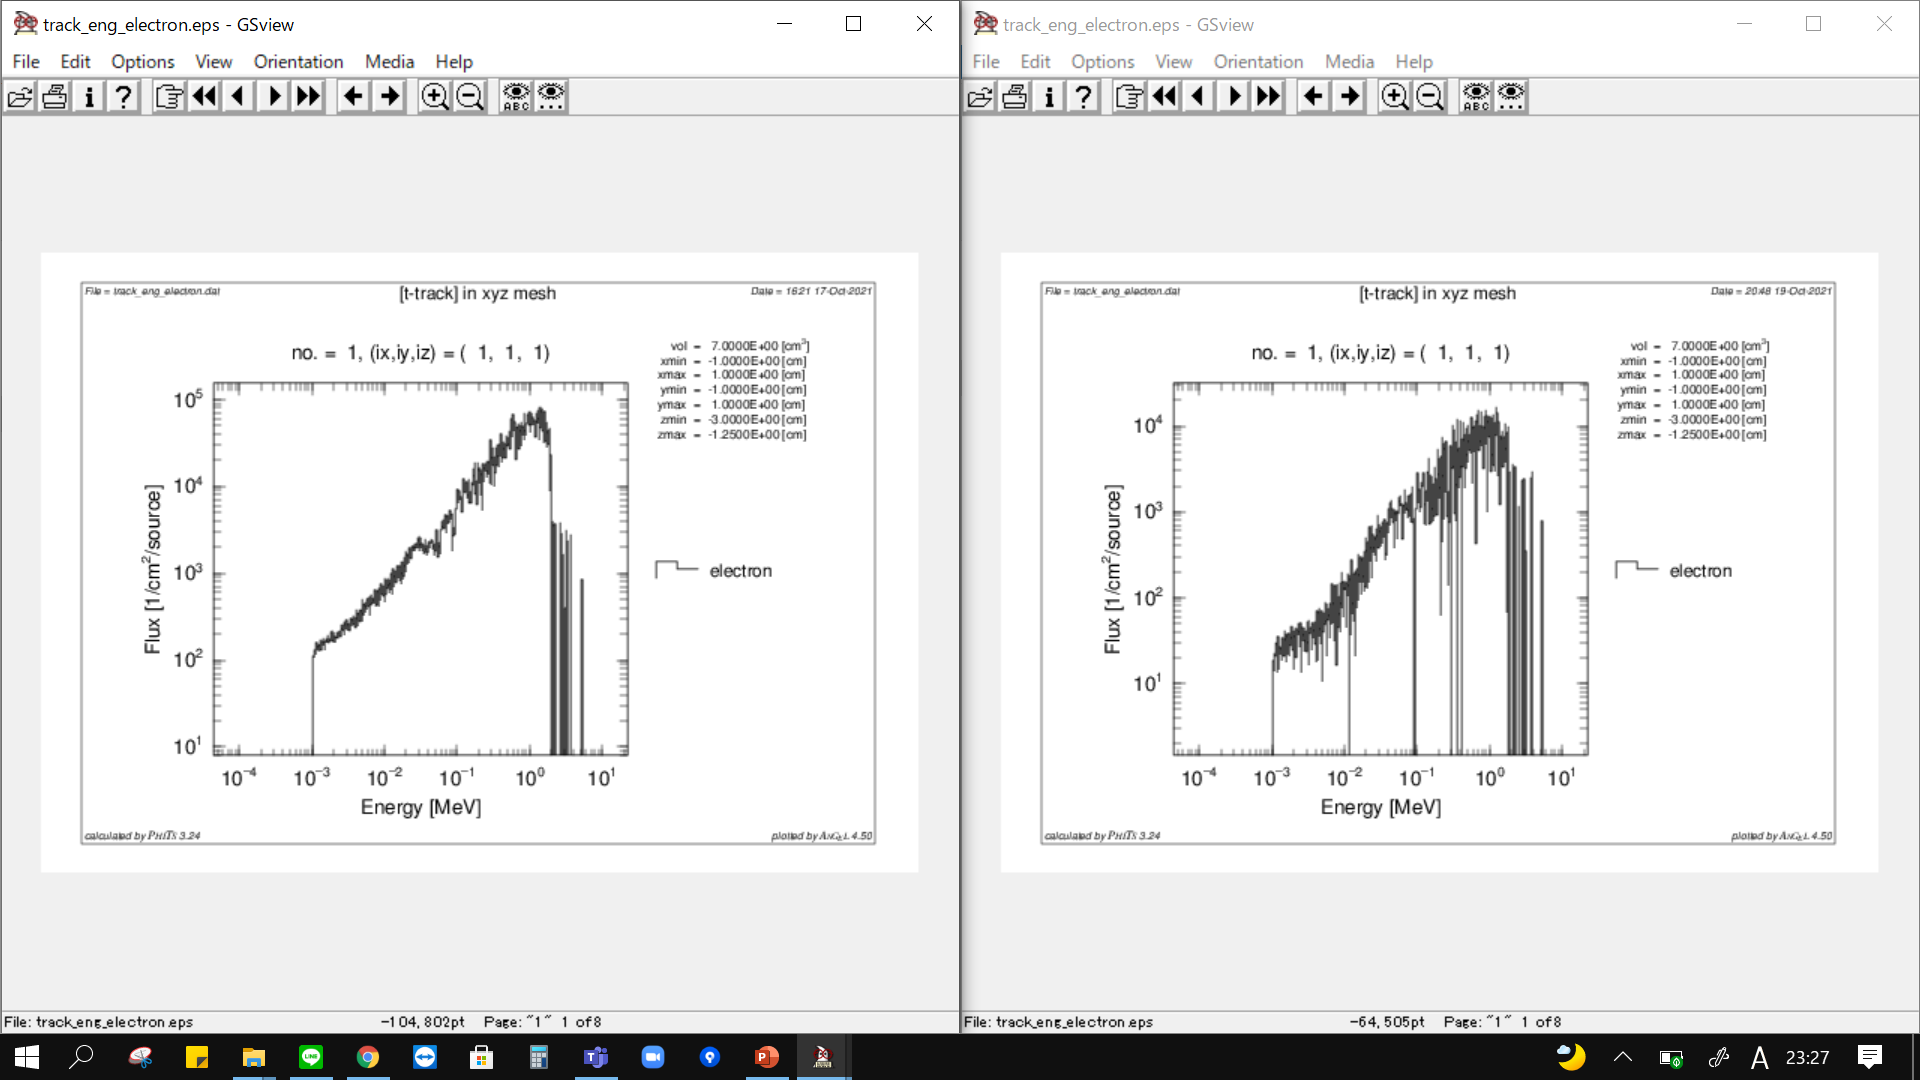 track_eng_electron.eps - GSview
File Edit Options View Orientation Media Help
ABC
File = track_eng_electron.dat
[t-track] in xyz mesh
Date = 16:21 17-Oct-2021
no. = 1, (ix,iy,iz) = ( 1, 1, 1)
vol = 7.0000E+00 [cm³]
xmin = -1.0000E+00 [cm]
xmax = 1.0000E+00 [cm]
ymin = -1.0000E+00 [cm]
ymax = 1.0000E+00 [cm]
zmin = -3.0000E+00 [cm]
zmax = -1.2500E+00 [cm]
10⁵
10⁴
10³
10²
10¹
Flux [1/cm²/source]
electron
10⁻⁴ 10⁻³ 10⁻² 10⁻¹ 10⁰ 10¹
Energy [MeV]
calculated by PHITS 3.24
plotted by ANGEL 4.50
File: track_eng_electron.eps
-104, 802pt Page: "1" 1 of 8
track_eng_electron.eps - GSview
File Edit Options View Orientation Media Help
ABC
File = track_eng_electron.dat
[t-track] in xyz mesh
Date = 20:48 19-Oct-2021
no. = 1, (ix,iy,iz) = ( 1, 1, 1)
vol = 7.0000E+00 [cm³]
xmin = -1.0000E+00 [cm]
xmax = 1.0000E+00 [cm]
ymin = -1.0000E+00 [cm]
ymax = 1.0000E+00 [cm]
zmin = -3.0000E+00 [cm]
zmax = -1.2500E+00 [cm]
10⁴
10³
10²
10¹
Flux [1/cm²/source]
electron
10⁻⁴ 10⁻³ 10⁻² 10⁻¹ 10⁰ 10¹
Energy [MeV]
calculated by PHITS 3.24
plotted by ANGEL 4.50
File: track_eng_electron.eps
-64, 505pt Page: "1" 1 of 8
LINE
A 23:27